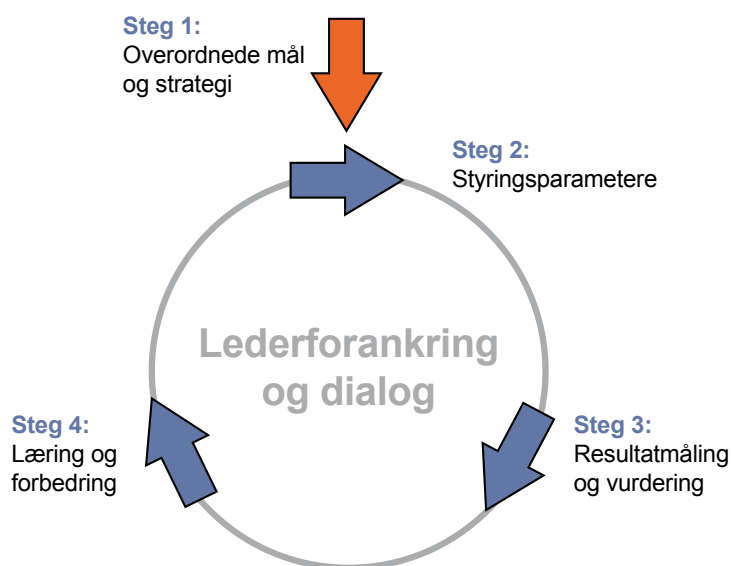 Steg 1:
Overordnede mål
og strategi
Steg 2:
Styringsparametere
Lederforankring
og dialog
Steg 4:
Læring og
forbedring
Steg 3:
Resultatmåling
og vurdering